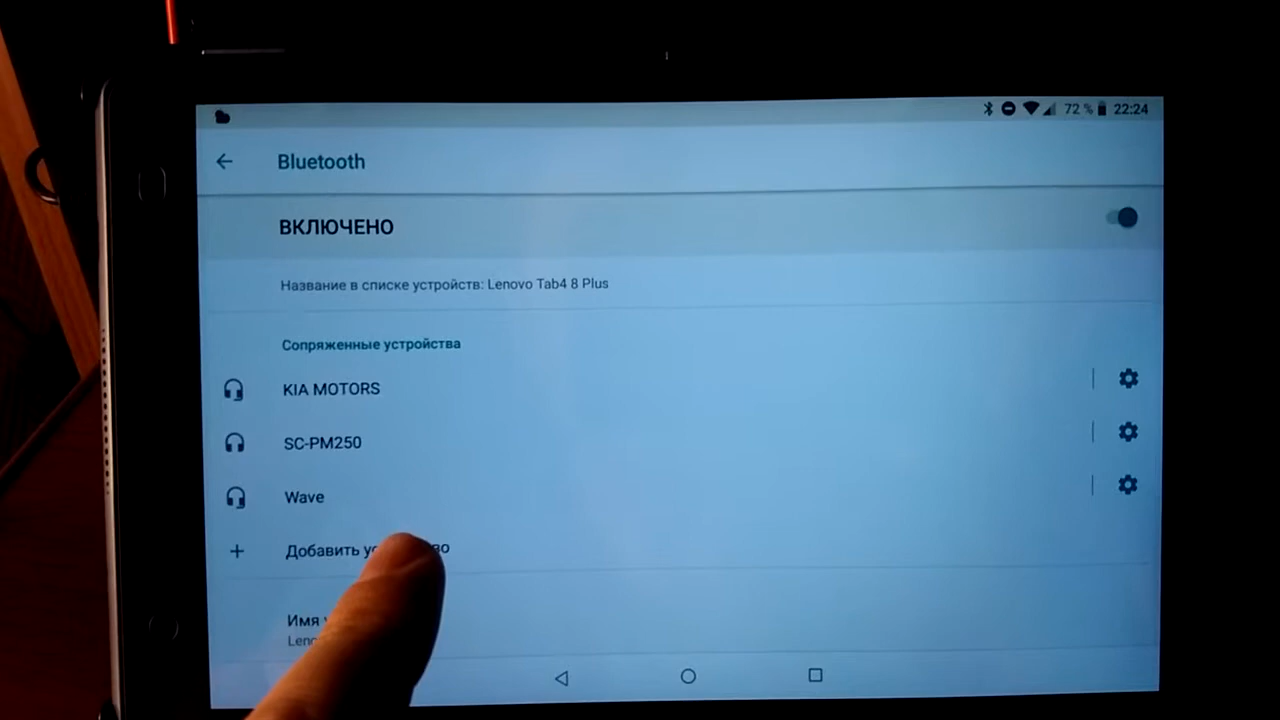 72 % 22:24
Bluetooth
ВКЛЮЧЕНО
Название в списке устройств: Lenovo Tab4 8 Plus
Сопряженные устройства
KIA MOTORS
SC-PM250
Wave
Добавить
Имя